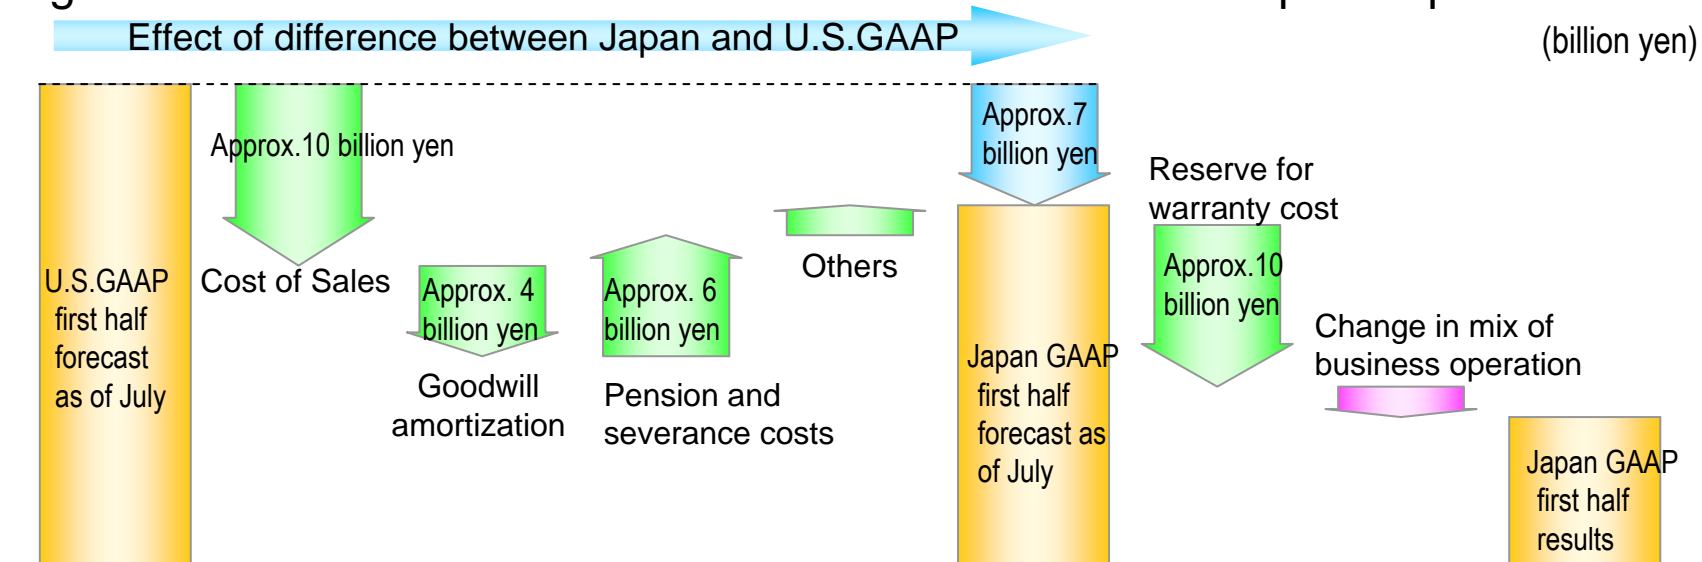 Effect of difference between Japan and U.S.GAAP
(billion yen)
U.S.GAAP
first half
forecast
as of July
Approx.10 billion yen
Cost of Sales
Approx. 4
billion yen
Goodwill
amortization
Approx. 6
billion yen
Pension and
severance costs
Others
Approx.7
billion yen
Japan GAAP
first half
forecast as
of July
Reserve for
warranty cost
Approx.10
billion yen
Change in mix of
business operation
Japan GAAP
first half
results